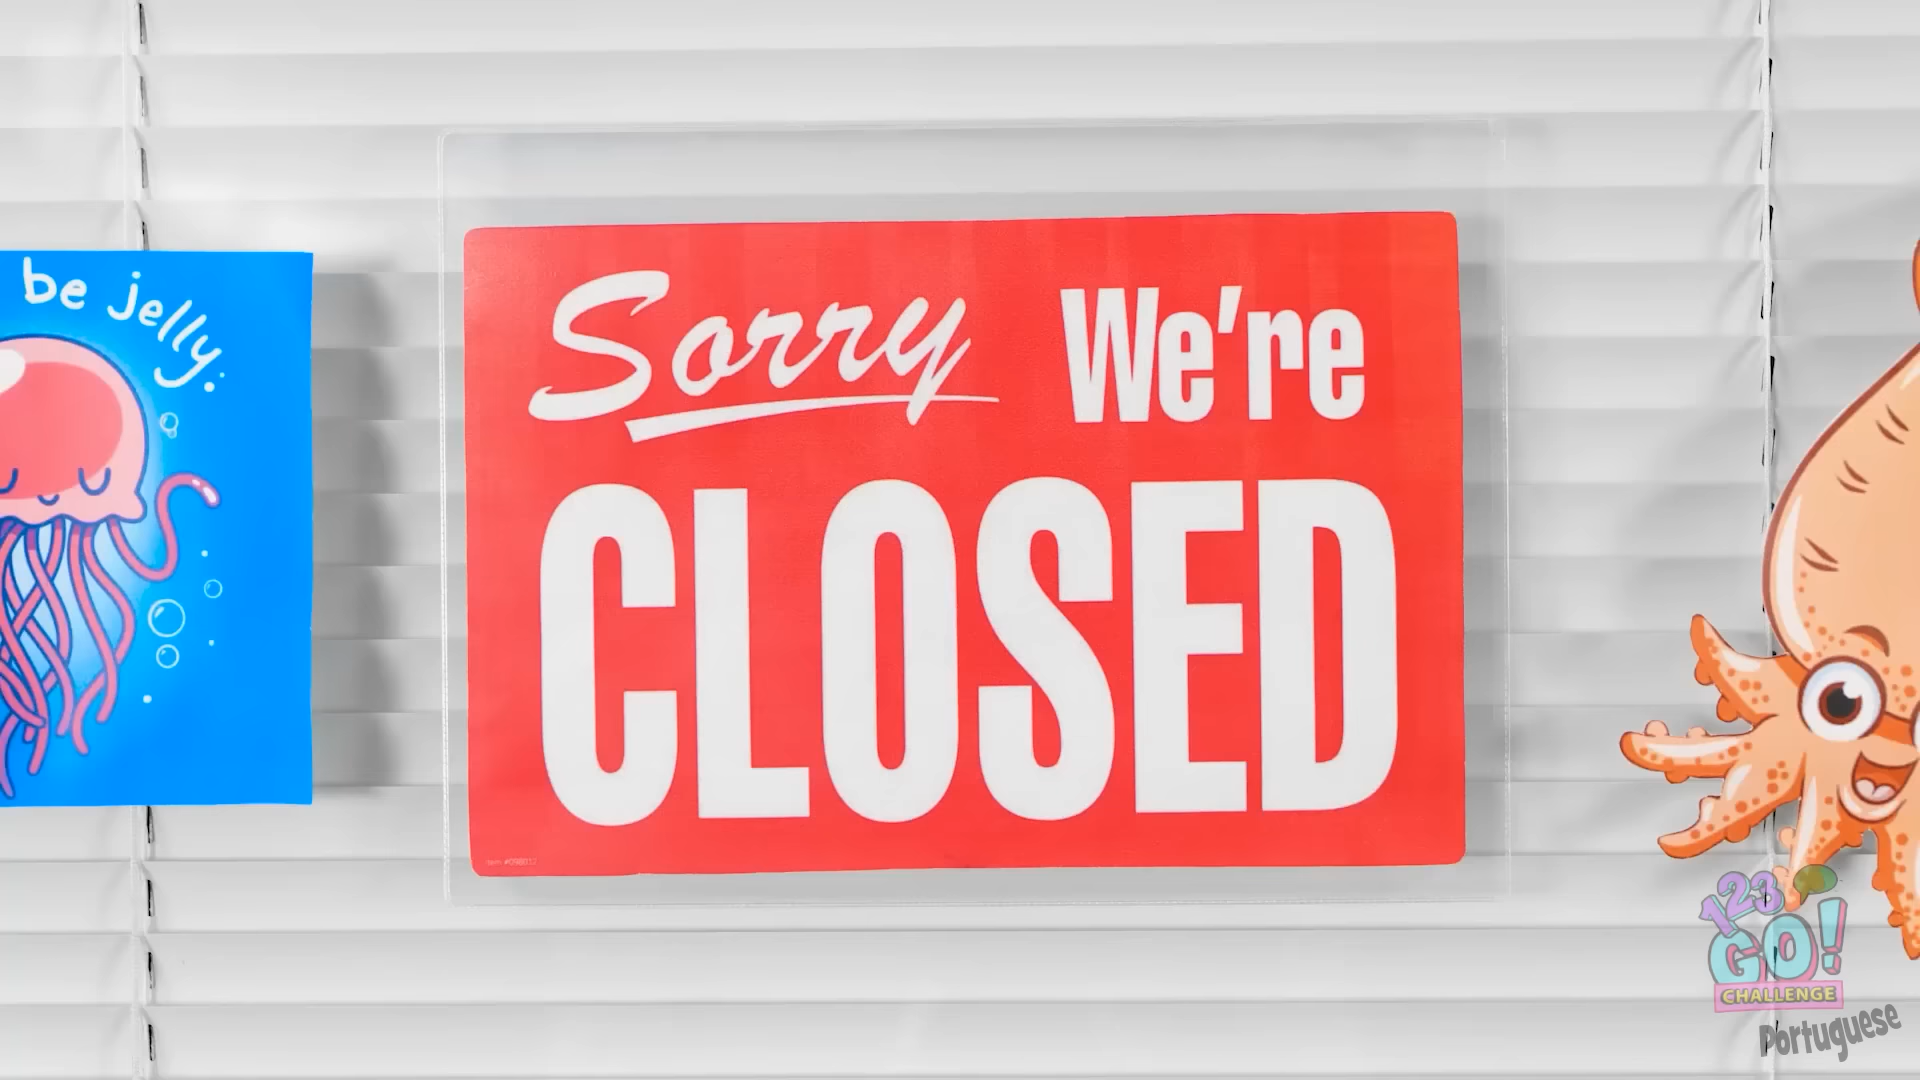 be jelly.
Sorry We're
CLOSED
123
GO!
CHALLENGE
Portuguese